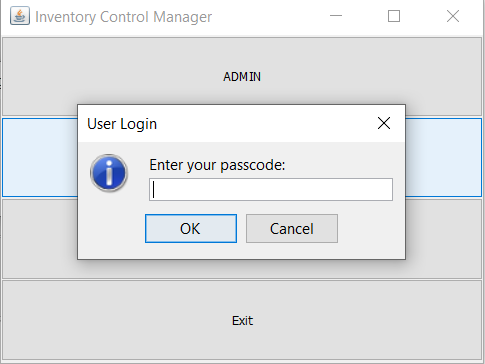 Inventory Control Manager
ADMIN
User Login
Enter your passcode:
OK
Cancel
Exit